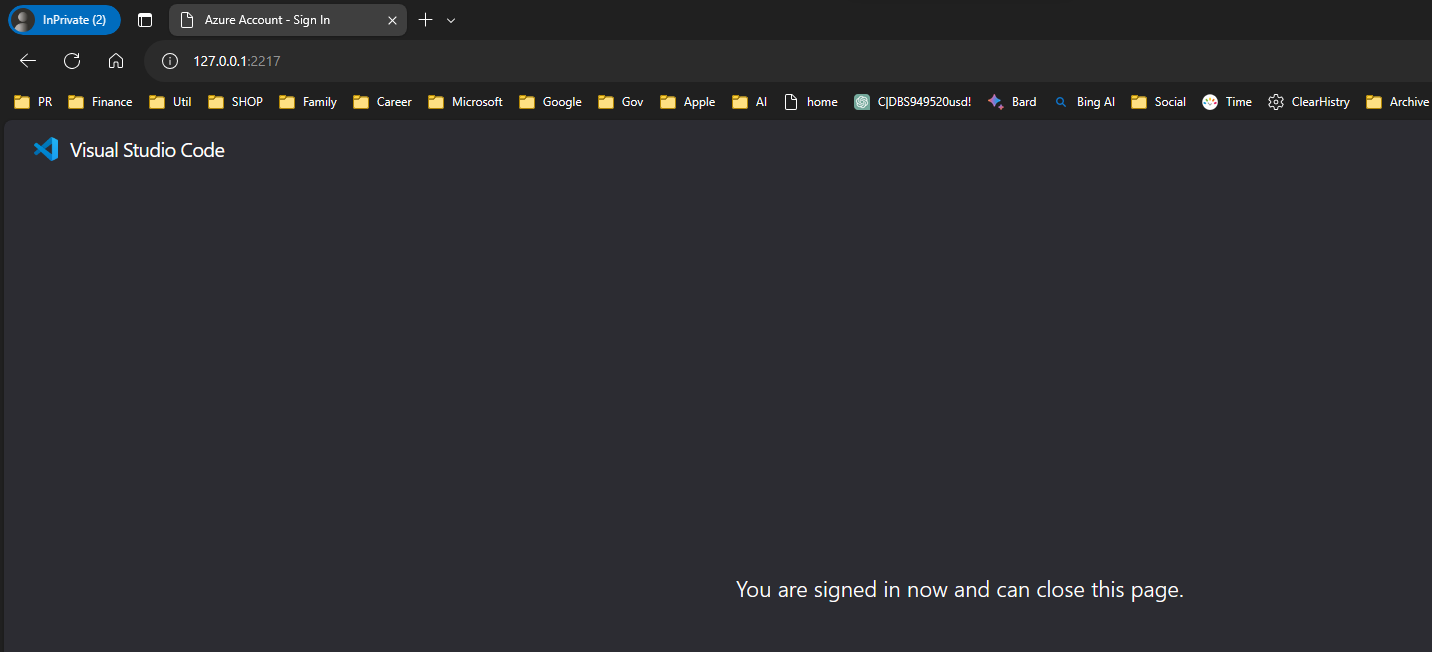 InPrivate (2) Azure Account - Sign In
127.0.0.1:2217
PR Finance Util SHOP Family Career Microsoft Google Gov Apple AI home C|DBS949520usd! Bard Bing AI Social Time ClearHistry Archive
Visual Studio Code
You are signed in now and can close this page.